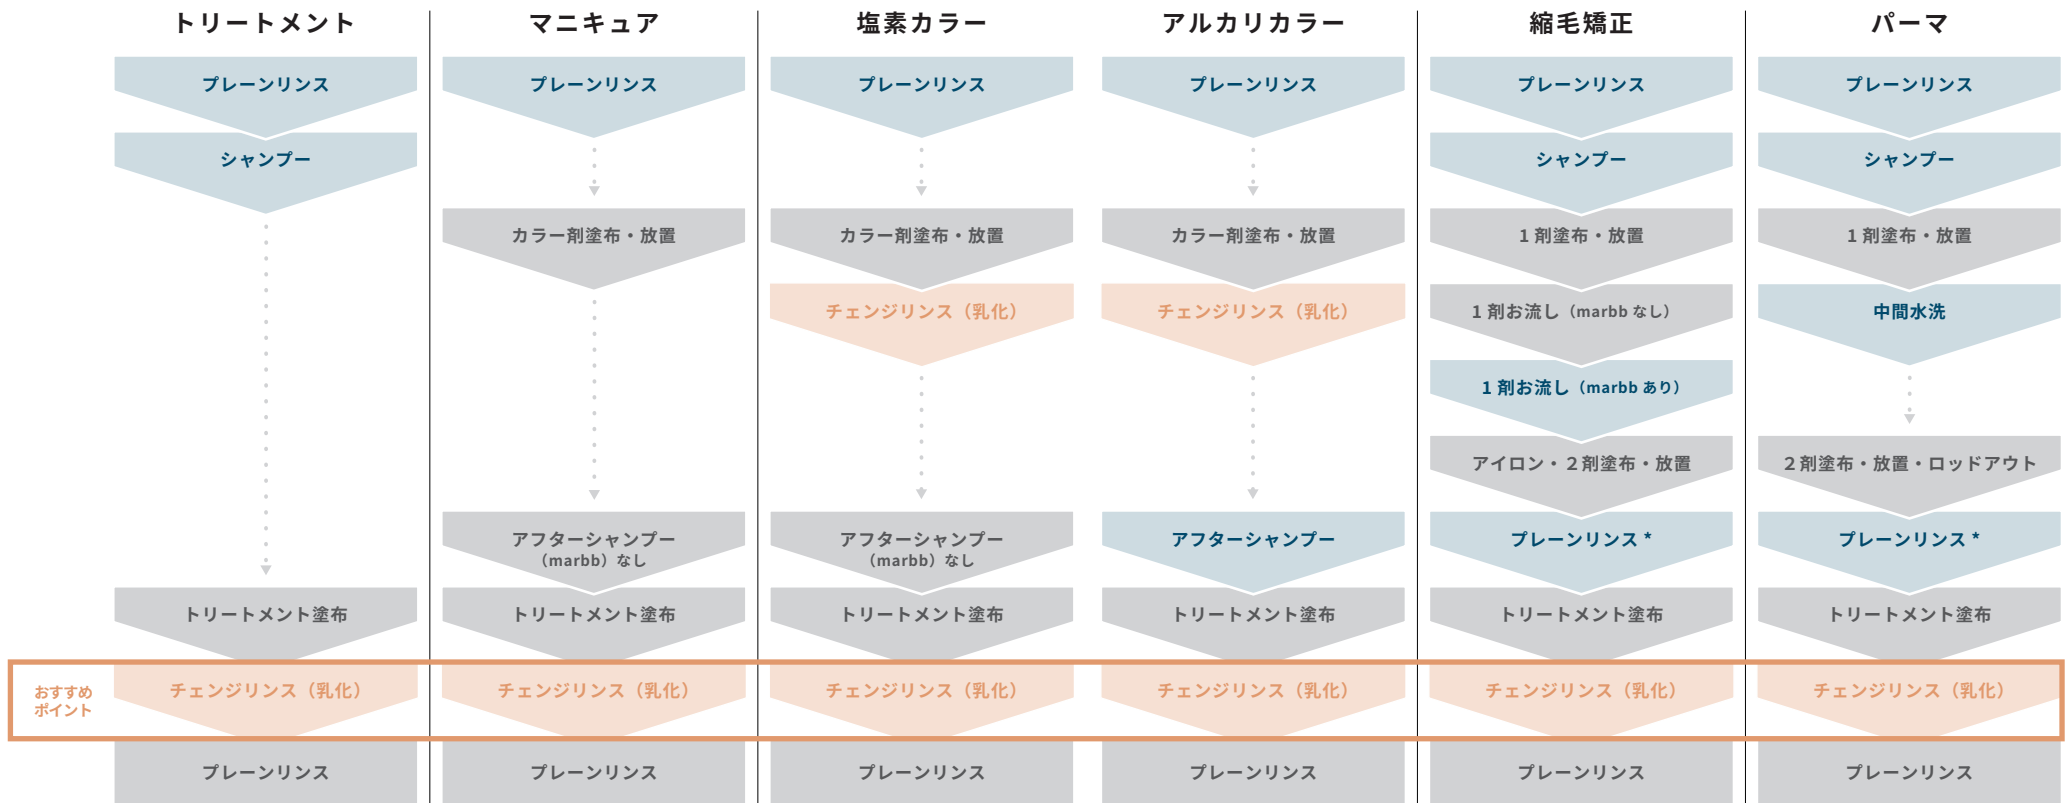 トリートメント
マニキュア
塩素カラー
アルカリカラー
縮毛矯正
パーマ
プレーンリンス
プレーンリンス
プレーンリンス
プレーンリンス
プレーンリンス
プレーンリンス
シャンプー
シャンプー
シャンプー
カラー剤塗布・放置
カラー剤塗布・放置
カラー剤塗布・放置
1 剤塗布・放置
1 剤塗布・放置
チェンジリンス（乳化）
チェンジリンス（乳化）
1 剤お流し（marbb なし）
中間水洗
1 剤お流し（marbb あり）
アイロン・２剤塗布・放置
２剤塗布・放置・ロッドアウト
アフターシャンプー
（marbb）なし
アフターシャンプー
（marbb）なし
アフターシャンプー
プレーンリンス *
プレーンリンス *
トリートメント塗布
トリートメント塗布
トリートメント塗布
トリートメント塗布
トリートメント塗布
トリートメント塗布
おすすめ
ポイント
チェンジリンス（乳化）
チェンジリンス（乳化）
チェンジリンス（乳化）
チェンジリンス（乳化）
チェンジリンス（乳化）
チェンジリンス（乳化）
プレーンリンス
プレーンリンス
プレーンリンス
プレーンリンス
プレーンリンス
プレーンリンス